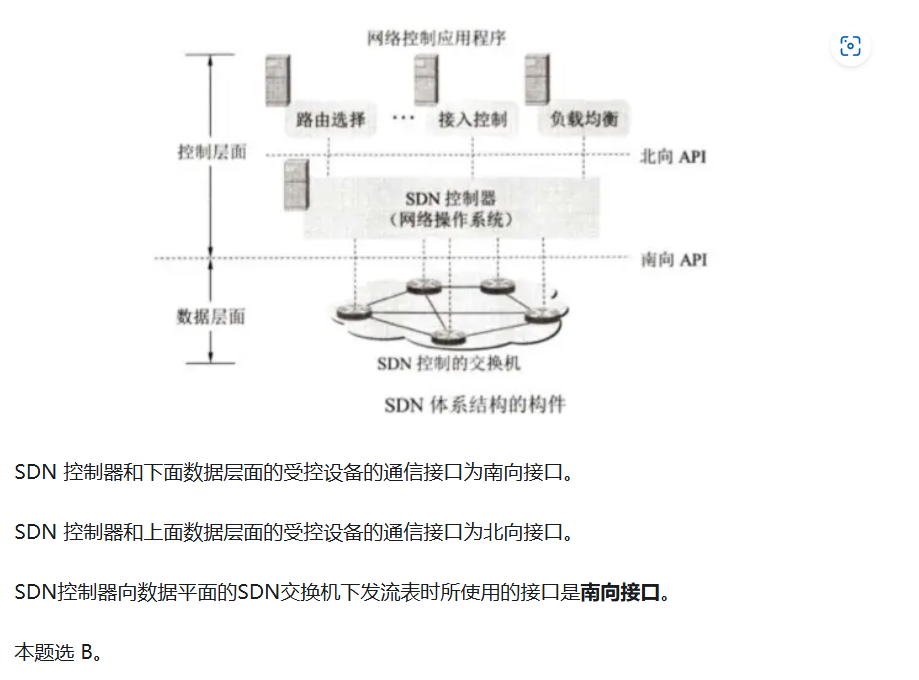 网络控制应用程序
路由选择 ··· 接入控制 负载均衡
控制层面
北向 API
SDN 控制器
（网络操作系统）
南向 API
数据层面
SDN 控制的交换机
SDN 体系结构的构件
SDN 控制器和下面数据层面的受控设备的通信接口为南向接口。
SDN 控制器和上面数据层面的受控设备的通信接口为北向接口。
SDN控制器向数据平面的SDN交换机下发流表时所使用的接口是南向接口。
本题选 B。